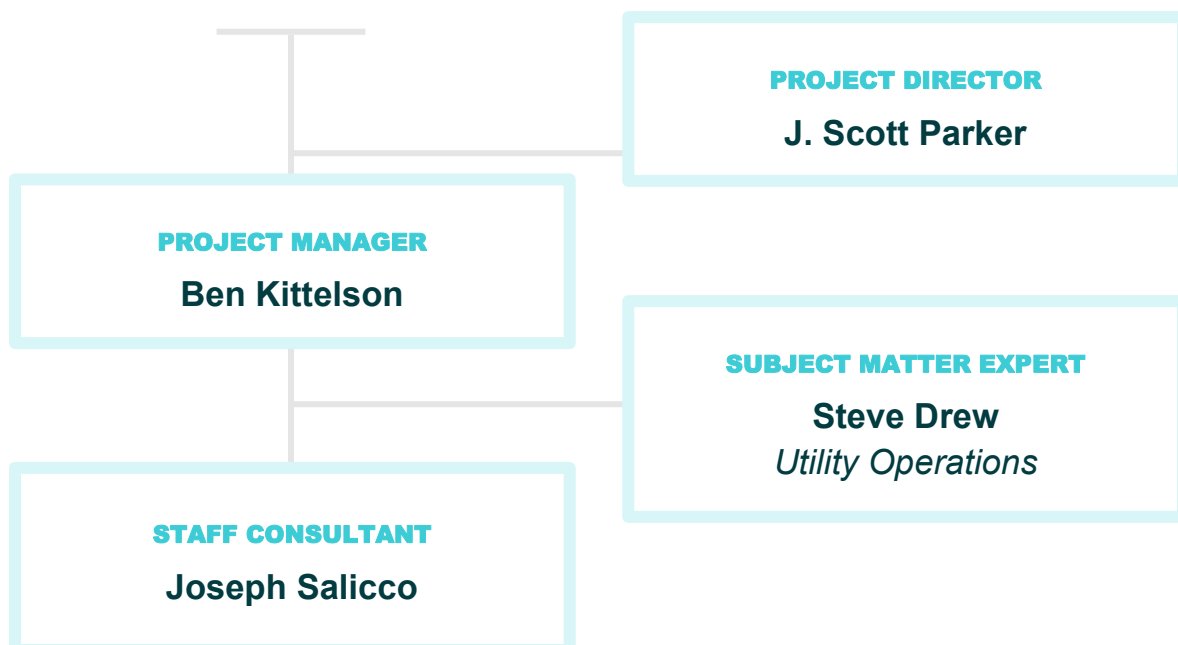 PROJECT DIRECTOR
J. Scott Parker
PROJECT MANAGER
Ben Kittelson
SUBJECT MATTER EXPERT
Steve Drew
Utility Operations
STAFF CONSULTANT
Joseph Salicco